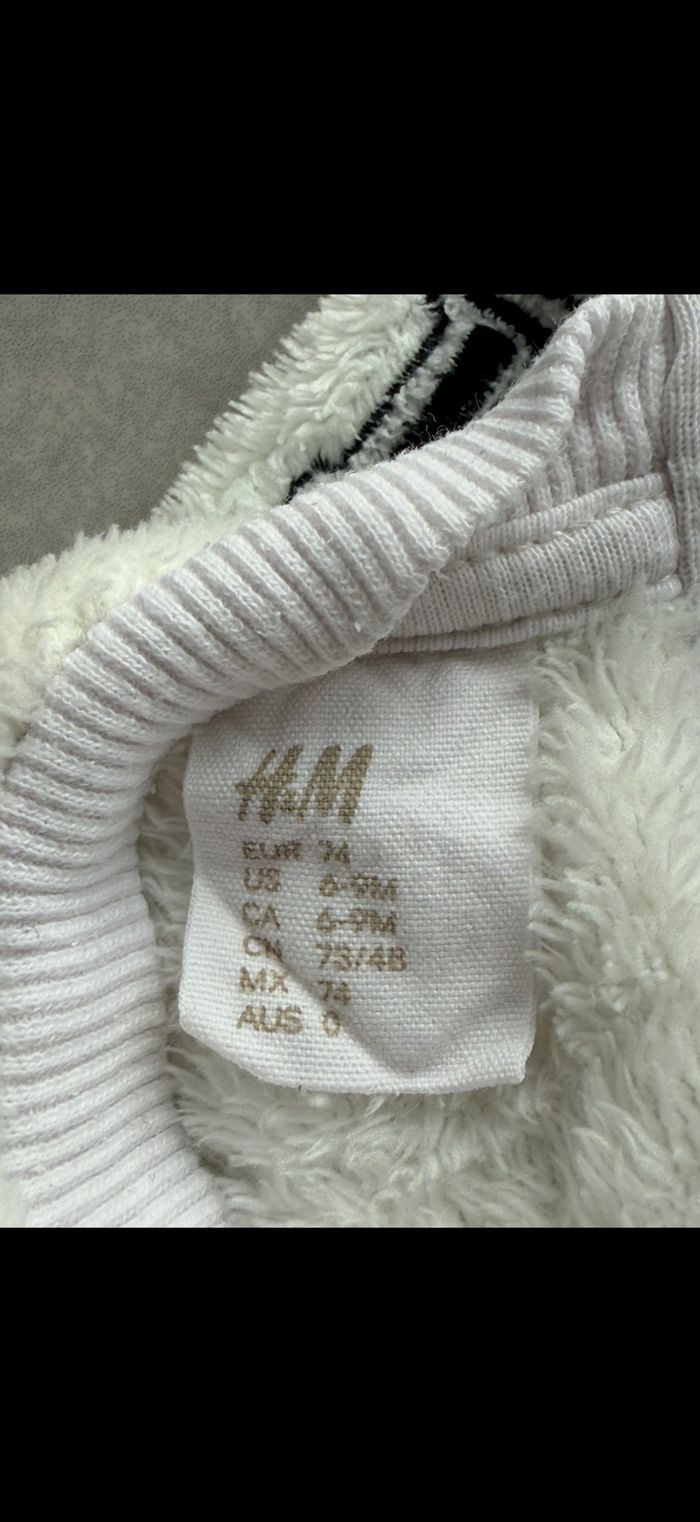 H&M
EUR 74
US 6-9M
CA 6-9M
CN 73/48
MX 74
AUS 0